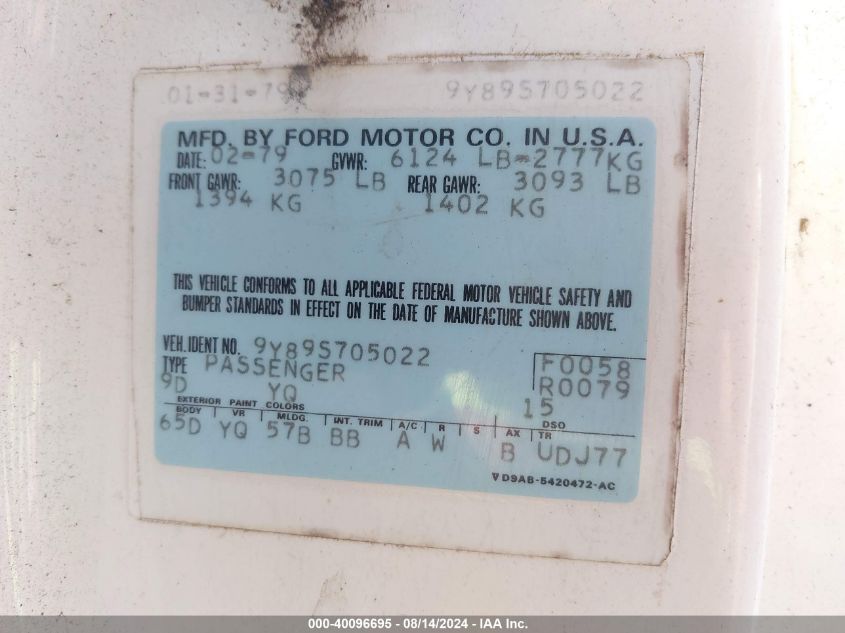 01-31-79 9Y89S705022
MFD. BY FORD MOTOR CO. IN U.S.A.
DATE: 02-79 GVWR: 6124 LB-2777KG
FRONT GAWR: 3075 LB REAR GAWR: 3093 LB
1394 KG 1402 KG
THIS VEHICLE CONFORMS TO ALL APPLICABLE FEDERAL MOTOR VEHICLE SAFETY AND
BUMPER STANDARDS IN EFFECT ON THE DATE OF MANUFACTURE SHOWN ABOVE.
VEH. IDENT NO. 9Y89S705022
TYPE PASSENGER F0058
9D YQ R0079
EXTERIOR PAINT COLORS 15 DSO
BODY VR MLDG. INT. TRIM A/C R S AX TR
65D YQ 57B BB A W B UDJ77
VD9AB-5420472-AC
000-40096695 - 08/14/2024 - IAA Inc.